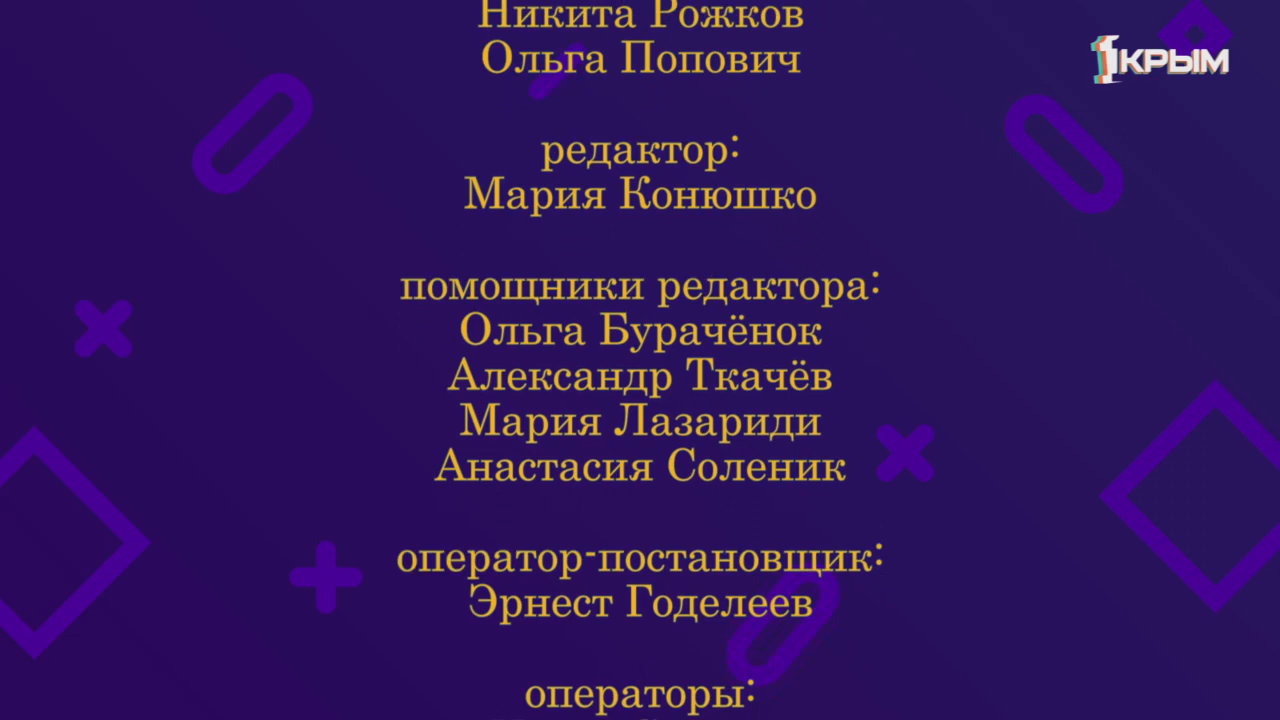 Никита Рожков
Ольга Попович
1КРЫМ
редактор:
Мария Конюшко
помощники редактора:
Ольга Бурачёнок
Александр Ткачёв
Мария Лазариди
Анастасия Соленик
оператор-постановщик:
Эрнест Годелеев
операторы: